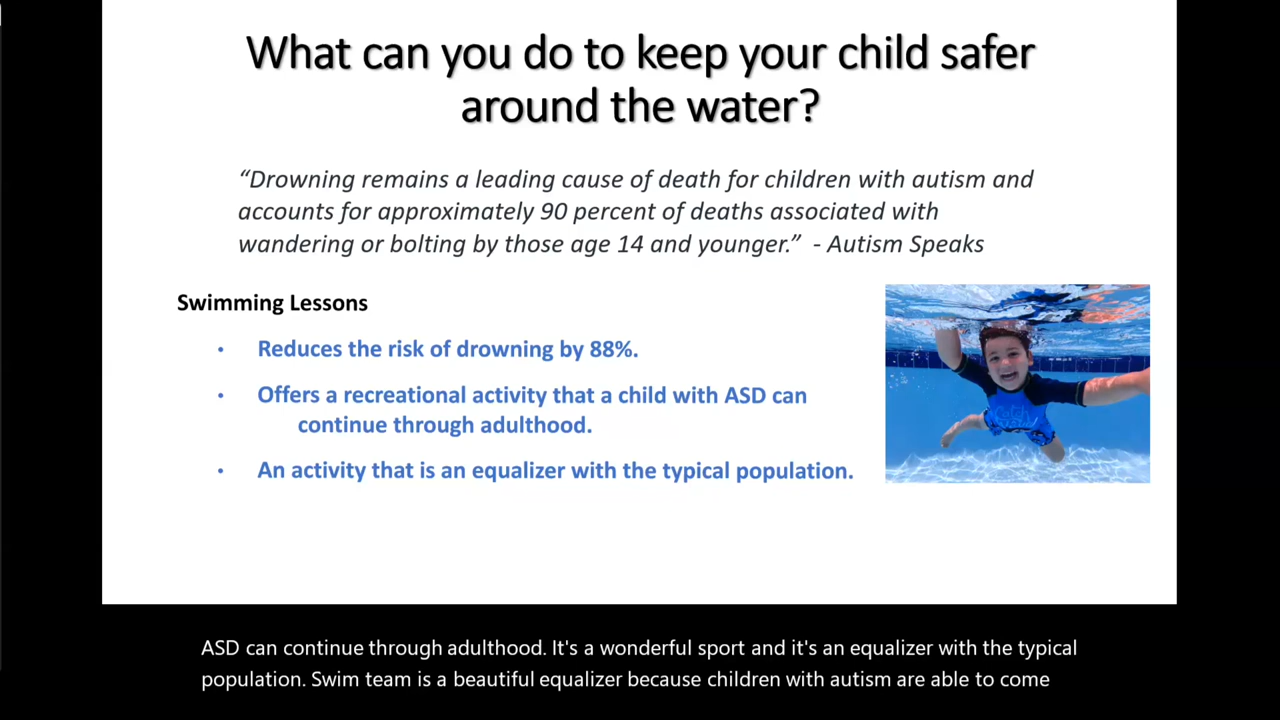 What can you do to keep your child safer
around the water?
“Drowning remains a leading cause of death for children with autism and
accounts for approximately 90 percent of deaths associated with
wandering or bolting by those age 14 and younger.”  - Autism Speaks
Swimming Lessons
• Reduces the risk of drowning by 88%.
• Offers a recreational activity that a child with ASD can
continue through adulthood.
• An activity that is an equalizer with the typical population.
ASD can continue through adulthood. It's a wonderful sport and it's an equalizer with the typical
population. Swim team is a beautiful equalizer because children with autism are able to come